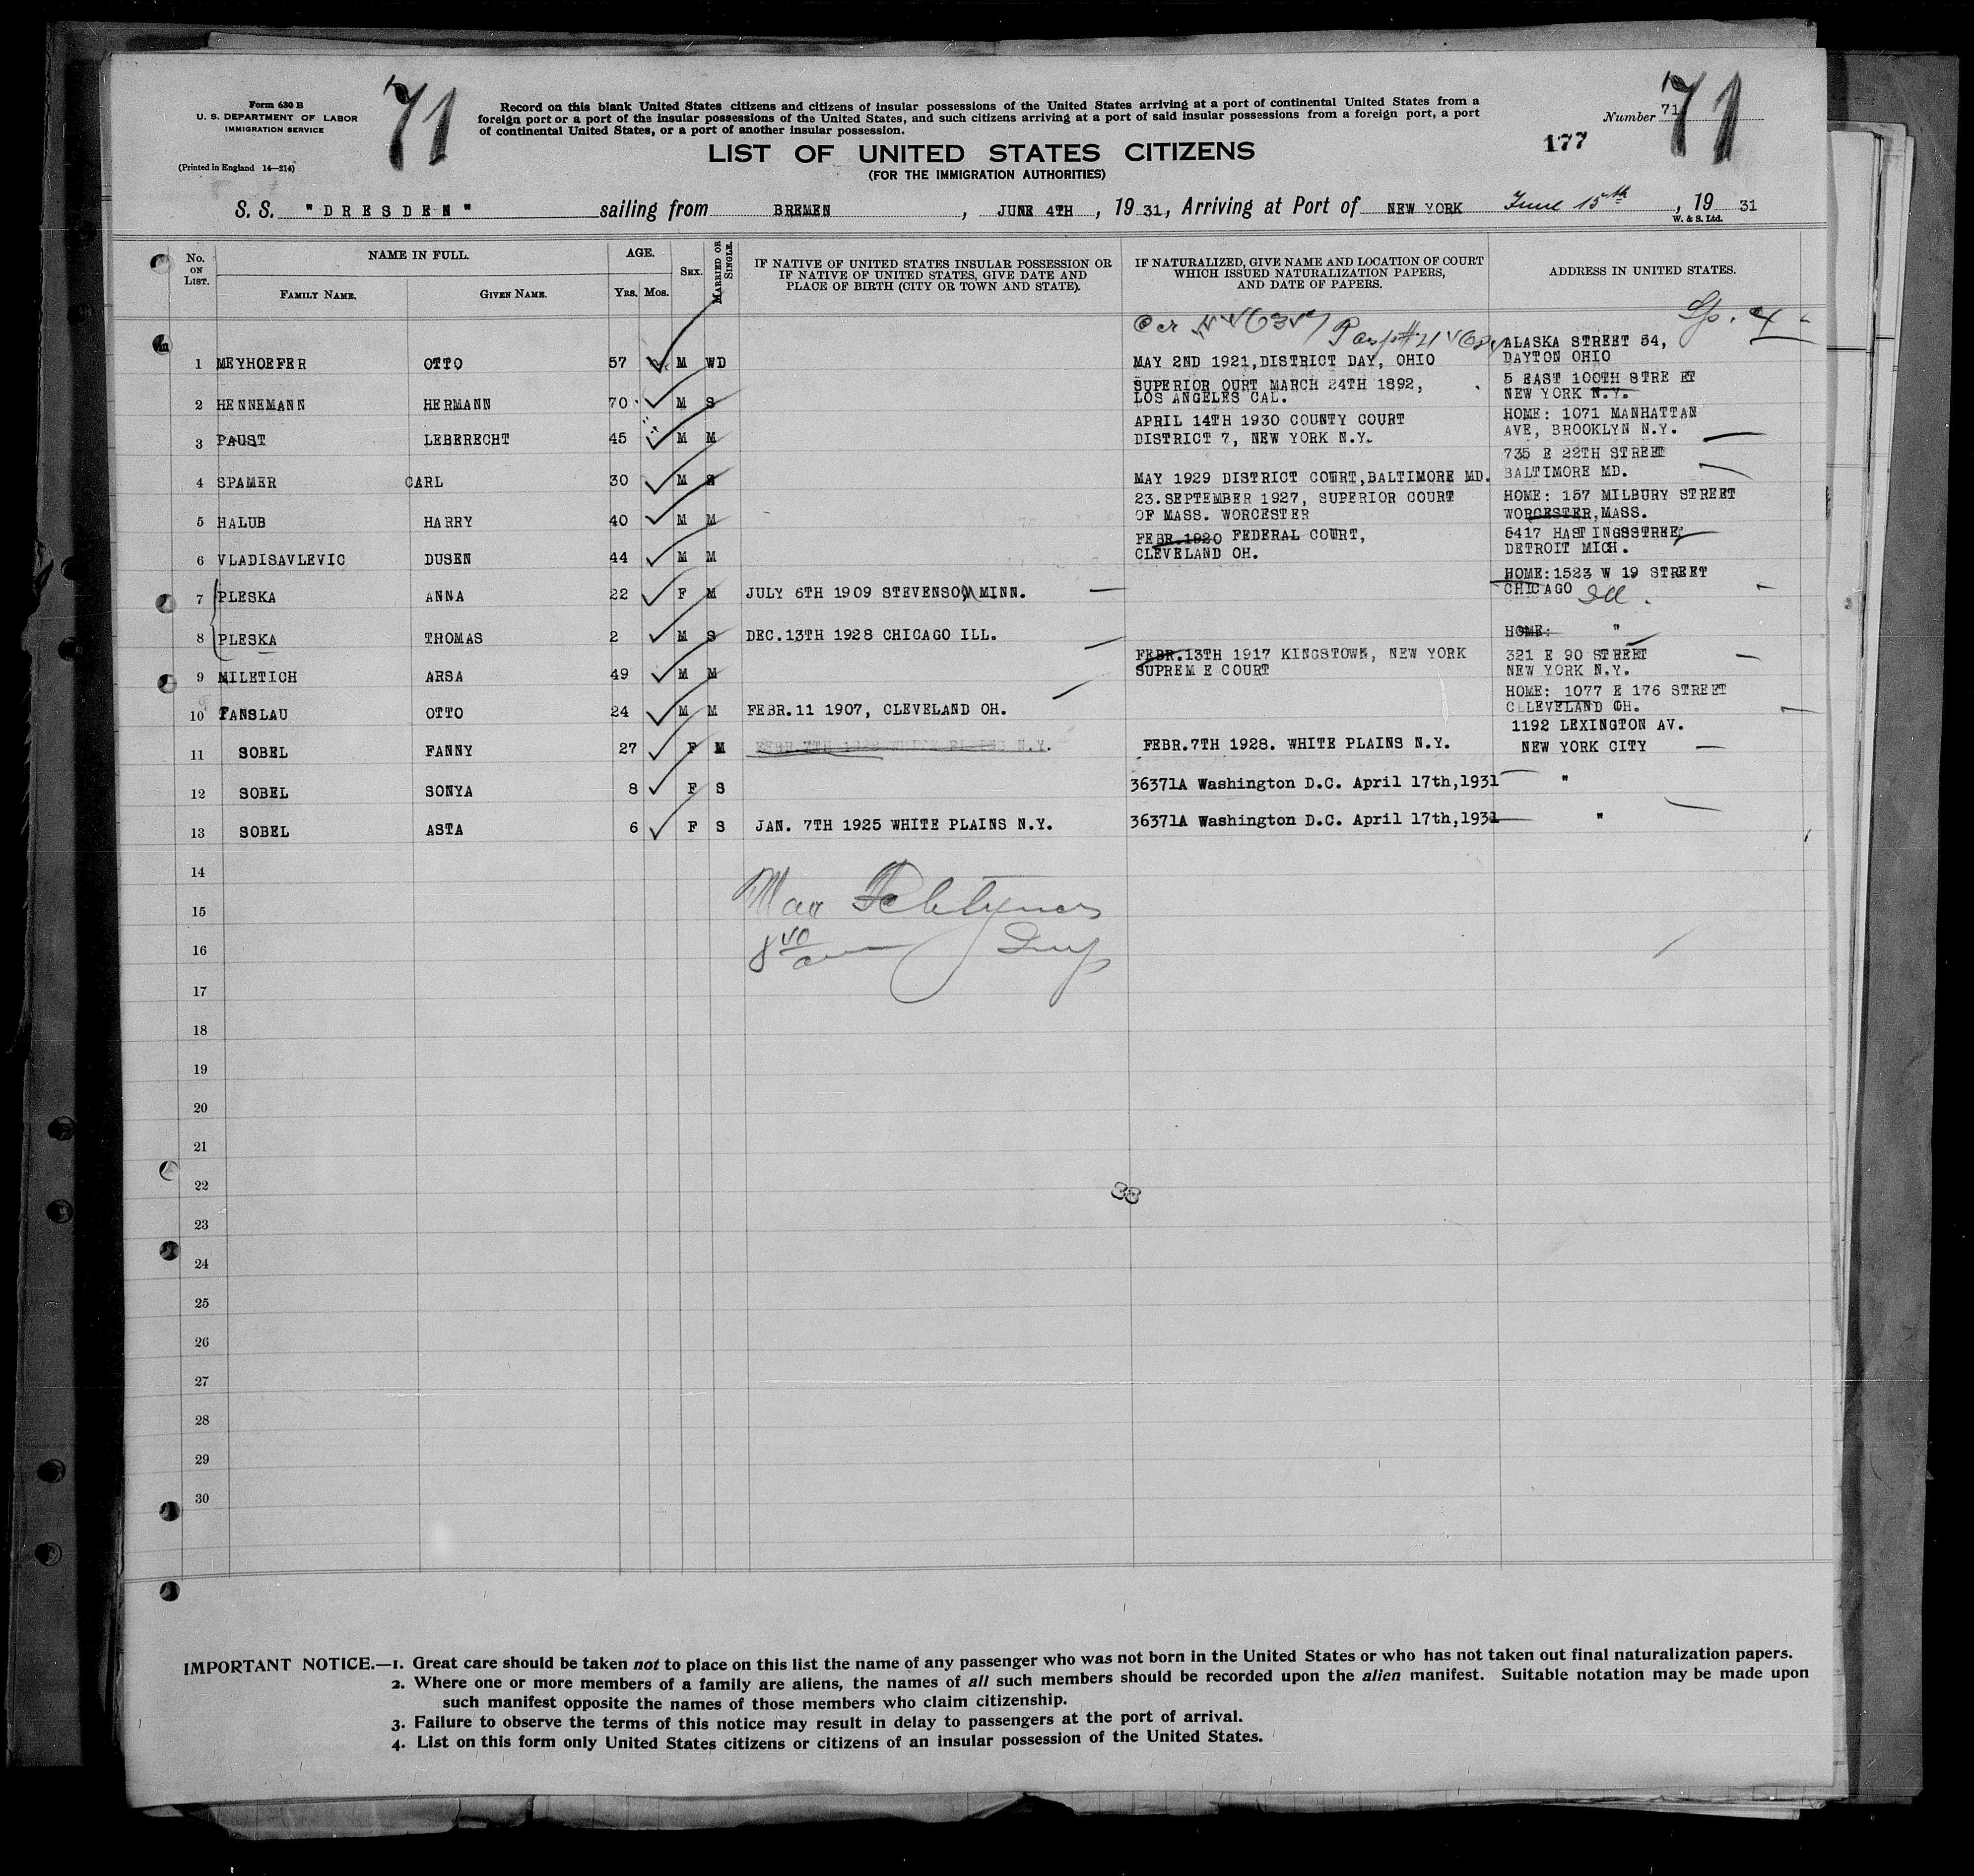 Form 630 B
U. S. DEPARTMENT OF LABOR
IMMIGRATION SERVICE
(Printed in England 14—214)
71
Record on this blank United States citizens and citizens of insular possessions of the United States arriving at a port of continental United States from a
foreign port or a port of the insular possessions of the United States, and such citizens arriving at a port of said insular possessions from a foreign port, a port
of continental United States, or a port of another insular possession.
LIST OF UNITED STATES CITIZENS
(FOR THE IMMIGRATION AUTHORITIES)
Number 71
71
177
S. S. "DRESDEN" sailing from BREMEN, JUNE 4TH, 1931, Arriving at Port of NEW YORK June 15th, 19 31
W. & S. Ltd.
No. ON LIST. NAME IN FULL. AGE. SEX. MARRIED OR SINGLE. IF NATIVE OF UNITED STATES INSULAR POSSESSION OR IF NATIVE OF UNITED STATES, GIVE DATE AND PLACE OF BIRTH (CITY OR TOWN AND STATE). IF NATURALIZED, GIVE NAME AND LOCATION OF COURT WHICH ISSUED NATURALIZATION PAPERS, AND DATE OF PAPERS. ADDRESS IN UNITED STATES.
FAMILY NAME. GIVEN NAME. YRS. MOS.
1 MEYHOEFER OTTO 57 M WD MAY 2ND 1921,DISTRICT DAY, OHIO ALASKA STREET 54, DAYTON OHIO
2 HENNEMANN HERMANN 70 M S SUPERIOR OURT MARCH 24TH 1892, LOS ANGELES CAL. 5 EAST 100TH STRE ET NEW YORK N.Y.
3 PAUST LEBERECHT 45 M M APRIL 14TH 1930 COUNTY COURT DISTRICT 7, NEW YORK N.Y. HOME: 1071 MANHATTAN AVE, BROOKLYN N.Y.
4 SPAMER CARL 30 M S MAY 1929 DISTRICT COURT,BALTIMORE MD. 735 E 22TH STREET BALTIMORE MD.
5 HALUB HARRY 40 M M 23.SEPTEMBER 1927, SUPERIOR COURT OF MASS. WORCESTER HOME: 157 MILBURY STREET WORCESTER,MASS.
6 VLADISAVLEVIC DUSEN 44 M M FEBR.1920 FEDERAL COURT, CLEVELAND OH. 5417 HASTINGSSTREET DETROIT MICH.
7 PLESKA ANNA 22 F M JULY 6TH 1909 STEVENSON MINN. HOME:1523 W 19 STREET CHICAGO Ill.
8 PLESKA THOMAS 2 M S DEC.13TH 1928 CHICAGO ILL. HOME: "
9 MILETICH ARSA 49 M M FEBR.13TH 1917 KINGSTOWN, NEW YORK SUPREM E COURT 321 E 90 STREET NEW YORK N.Y.
10 FANSLAU OTTO 24 M M FEBR.11 1907, CLEVELAND OH. HOME: 1077 E 176 STREET CLEVELAND OH.
11 SOBEL FANNY 27 F M FEBR.7TH 1928. WHITE PLAINS N.Y. 1192 LEXINGTON AV. NEW YORK CITY
12 SOBEL SONYA 8 F S 36371A Washington D.C. April 17th,1931 "
13 SOBEL ASTA 6 F S JAN. 7TH 1925 WHITE PLAINS N.Y. 36371A Washington D.C. April 17th,1931 "
14
15
16
17
18
19
20
21
22
23
24
25
26
27
28
29
30
IMPORTANT NOTICE.—1. Great care should be taken not to place on this list the name of any passenger who was not born in the United States or who has not taken out final naturalization papers.
2. Where one or more members of a family are aliens, the names of all such members should be recorded upon the alien manifest. Suitable notation may be made upon
such manifest opposite the names of those members who claim citizenship.
3. Failure to observe the terms of this notice may result in delay to passengers at the port of arrival.
4. List on this form only United States citizens or citizens of an insular possession of the United States.